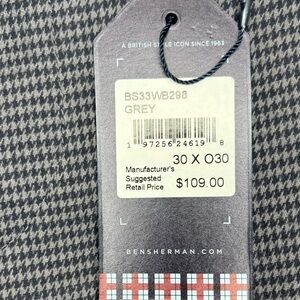 A BRITISH STYLE ICON SINCE 1963
BS33WB298
GREY
1 97256 24619 8
30 X O30
Manufacturer's
Suggested
Retail Price
$109.00
BENSHERMAN.COM